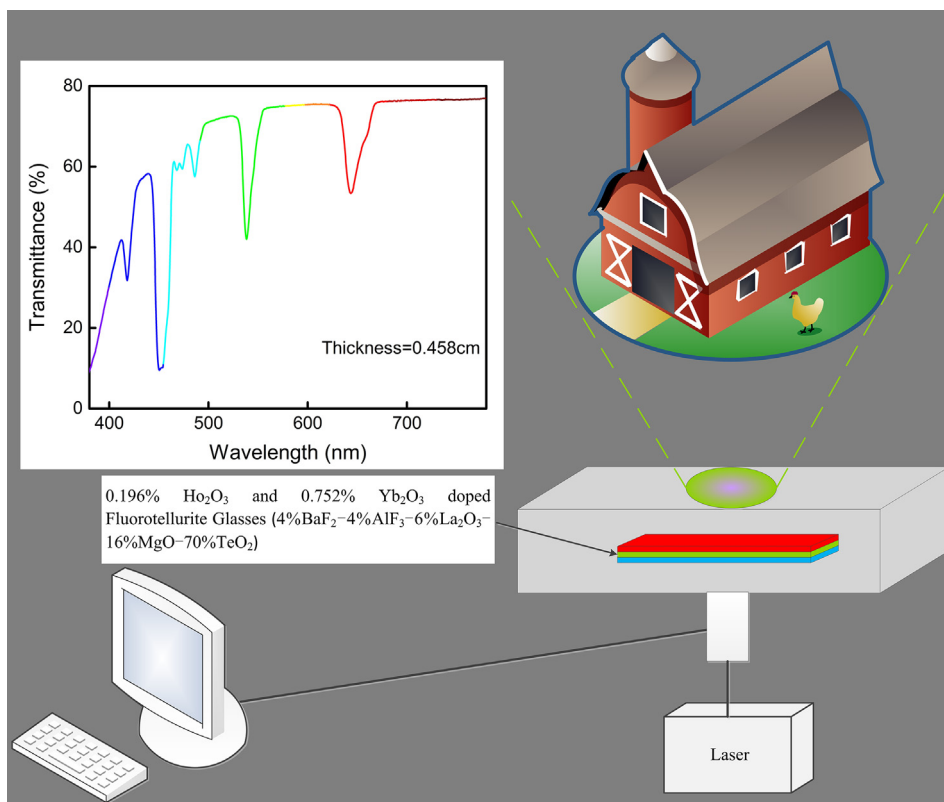 80
60
40
20
0
Transmittance (%)
Thickness=0.458cm
400 500 600 700
Wavelength (nm)
0.196% Ho₂O₃ and 0.752% Yb₂O₃ doped
Fluorotellurite Glasses (4%BaF₂−4%AlF₃−6%La₂O₃−
16%MgO−70%TeO₂)
Laser